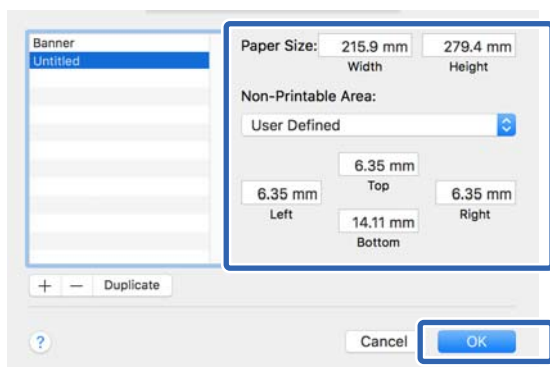 Banner
Untitled
Paper Size: 215.9 mm 279.4 mm
Width Height
Non-Printable Area:
User Defined
6.35 mm
Top
6.35 mm 6.35 mm
Left Right
14.11 mm
Bottom
+ − Duplicate
? Cancel OK